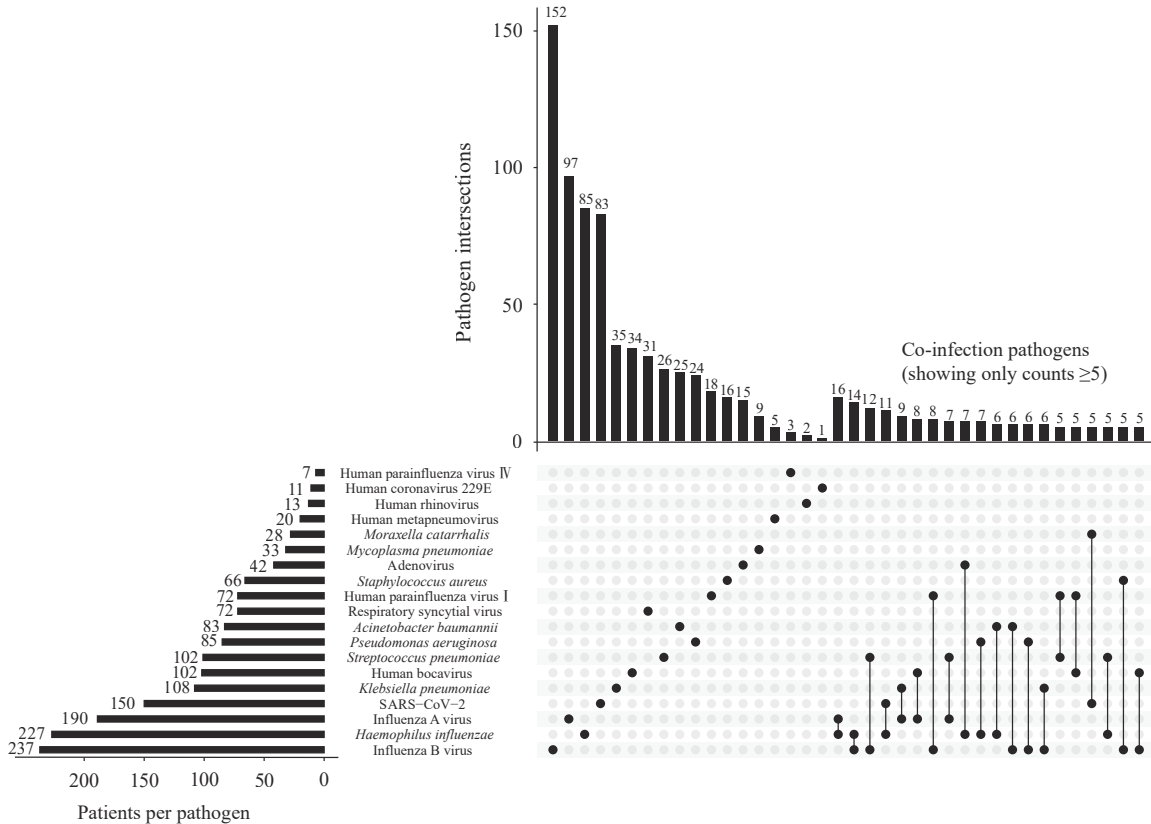 152
150
97
100
85
83
Pathogen intersections
50
35
34
31
26
25
24
18
16
15
9
5
3
2
1
16
14
12
11
9
8
8
7
7
7
6
6
6
6
5
5
5
5
5
5
Co-infection pathogens
(showing only counts ≥5)
0
7 Human parainfluenza virus Ⅳ
11 Human coronavirus 229E
13 Human rhinovirus
20 Human metapneumovirus
28 Moraxella catarrhalis
33 Mycoplasma pneumoniae
42 Adenovirus
66 Staphylococcus aureus
72 Human parainfluenza virus Ⅰ
72 Respiratory syncytial virus
83 Acinetobacter baumannii
85 Pseudomonas aeruginosa
102 Streptococcus pneumoniae
102 Human bocavirus
108 Klebsiella pneumoniae
150 SARS−CoV−2
190 Influenza A virus
227 Haemophilus influenzae
237 Influenza B virus
200 150 100 50 0
Patients per pathogen